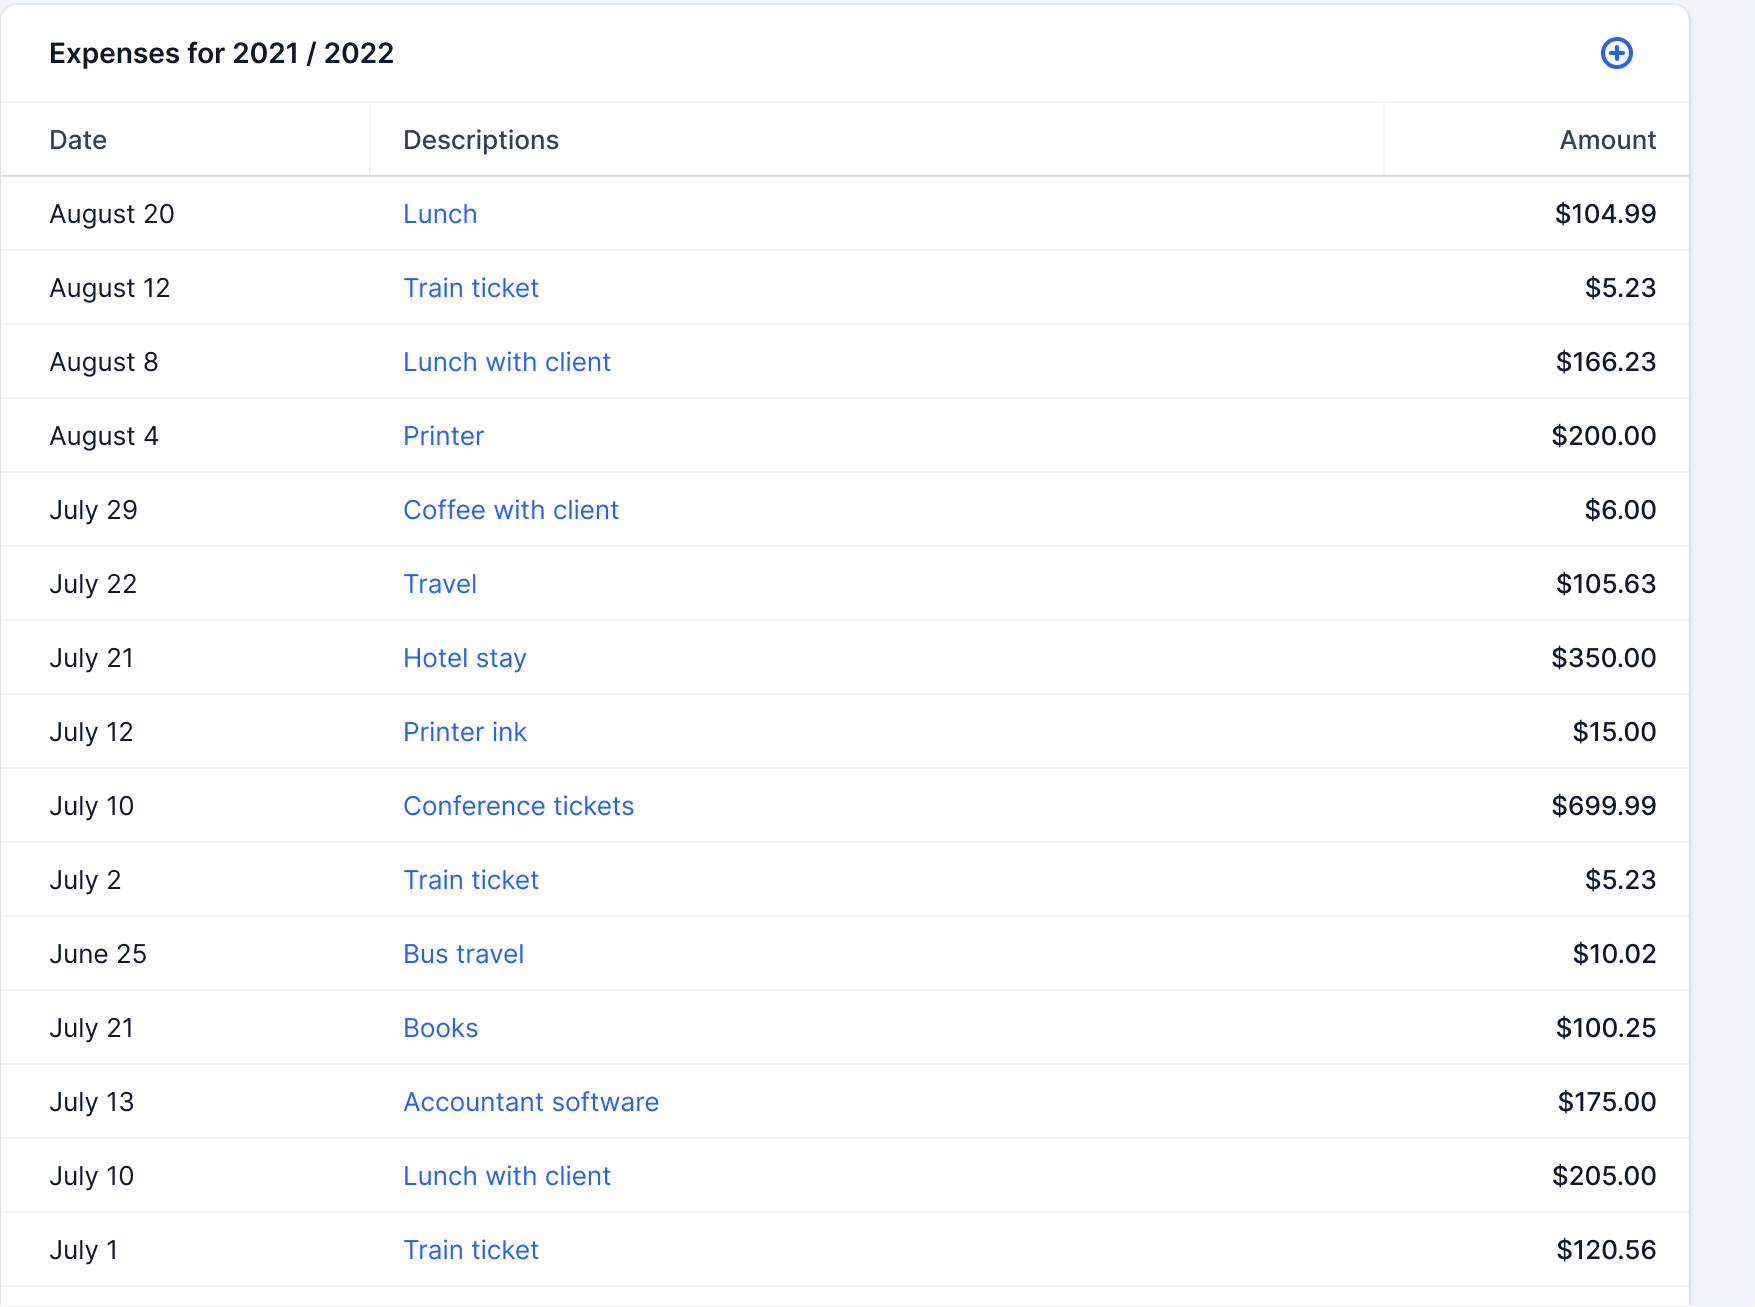 Expenses for 2021 / 2022
Date Descriptions Amount
August 20 Lunch $104.99
August 12 Train ticket $5.23
August 8 Lunch with client $166.23
August 4 Printer $200.00
July 29 Coffee with client $6.00
July 22 Travel $105.63
July 21 Hotel stay $350.00
July 12 Printer ink $15.00
July 10 Conference tickets $699.99
July 2 Train ticket $5.23
June 25 Bus travel $10.02
July 21 Books $100.25
July 13 Accountant software $175.00
July 10 Lunch with client $205.00
July 1 Train ticket $120.56